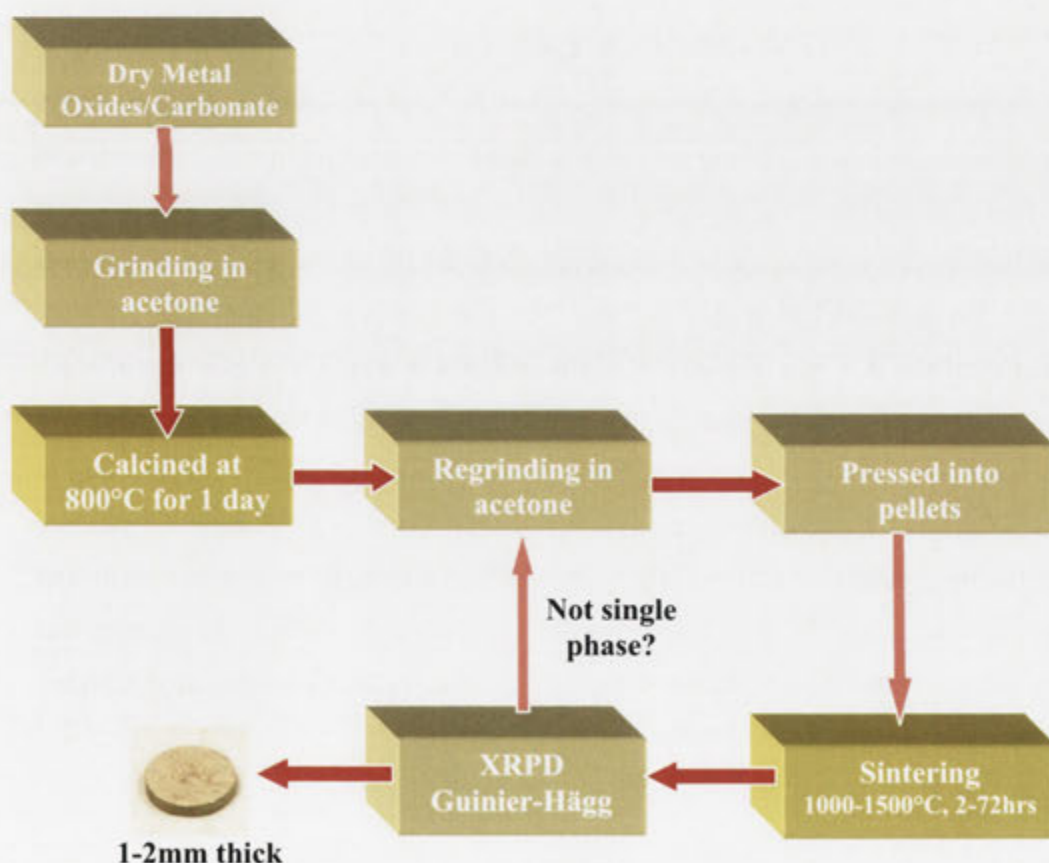 Dry Metal
Oxides/Carbonate
Grinding in
acetone
Calcined at
800°C for 1 day
Regrinding in
acetone
Pressed into
pellets
Not single
phase?
XRPD
Guinier-Hägg
Sintering
1000-1500°C, 2-72hrs
1-2mm thick